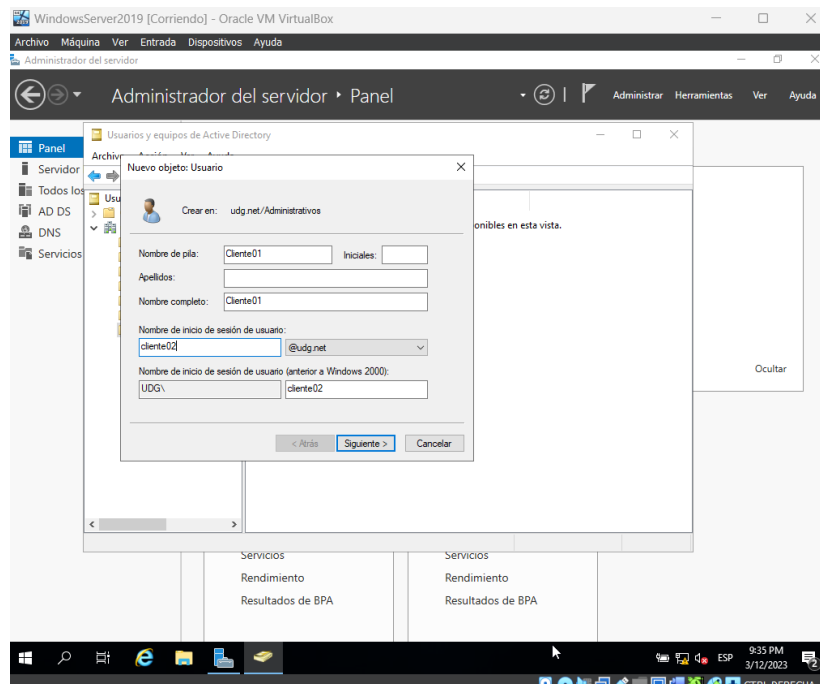 WindowsServer2019 [Corriendo] - Oracle VM VirtualBox
Archivo Máquina Ver Entrada Dispositivos Ayuda
Administrador del servidor
Administrador del servidor Panel
Administrar Herramientas Ver Ayuda
Usuarios y equipos de Active Directory
Panel
Servidor
Todos los
AD DS
DNS
Servicios
Archivo
Usu
onibles en esta vista.
Nuevo objeto: Usuario
Crear en: udg.net/Administrativos
Nombre de pila: Cliente01 Iniciales:
Apellidos:
Nombre completo: Cliente01
Nombre de inicio de sesión de usuario:
cliente02 @udg.net
Nombre de inicio de sesión de usuario (anterior a Windows 2000):
UDG\ cliente02
< Atrás Siguiente > Cancelar
Ocultar
Servicios Servicios
Rendimiento Rendimiento
Resultados de BPA Resultados de BPA
ESP 9:35 PM
3/12/2023
2
CTRL DERECHA